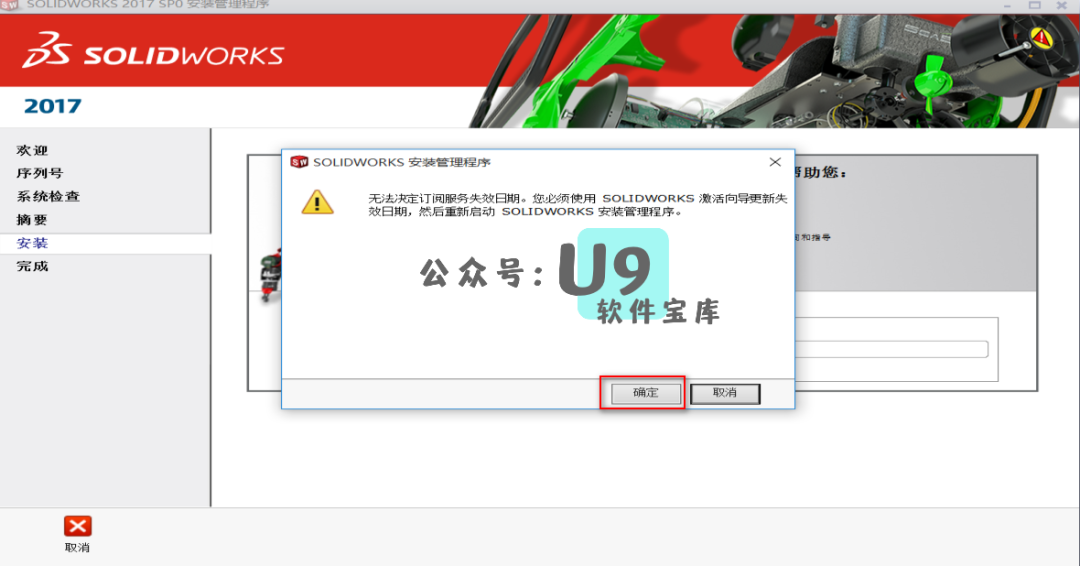 SOLIDWORKS 2017 SP0 安装管理程序
SOLIDWORKS
2017
欢迎
序列号
系统检查
摘要
安装
完成
帮助您:
和指导
SOLIDWORKS 安装管理程序
无法决定订阅服务失效日期。您必须使用 SOLIDWORKS 激活向导更新失
效日期，然后重新启动 SOLIDWORKS 安装管理程序。
公众号:U9
软件宝库
确定
取消
取消